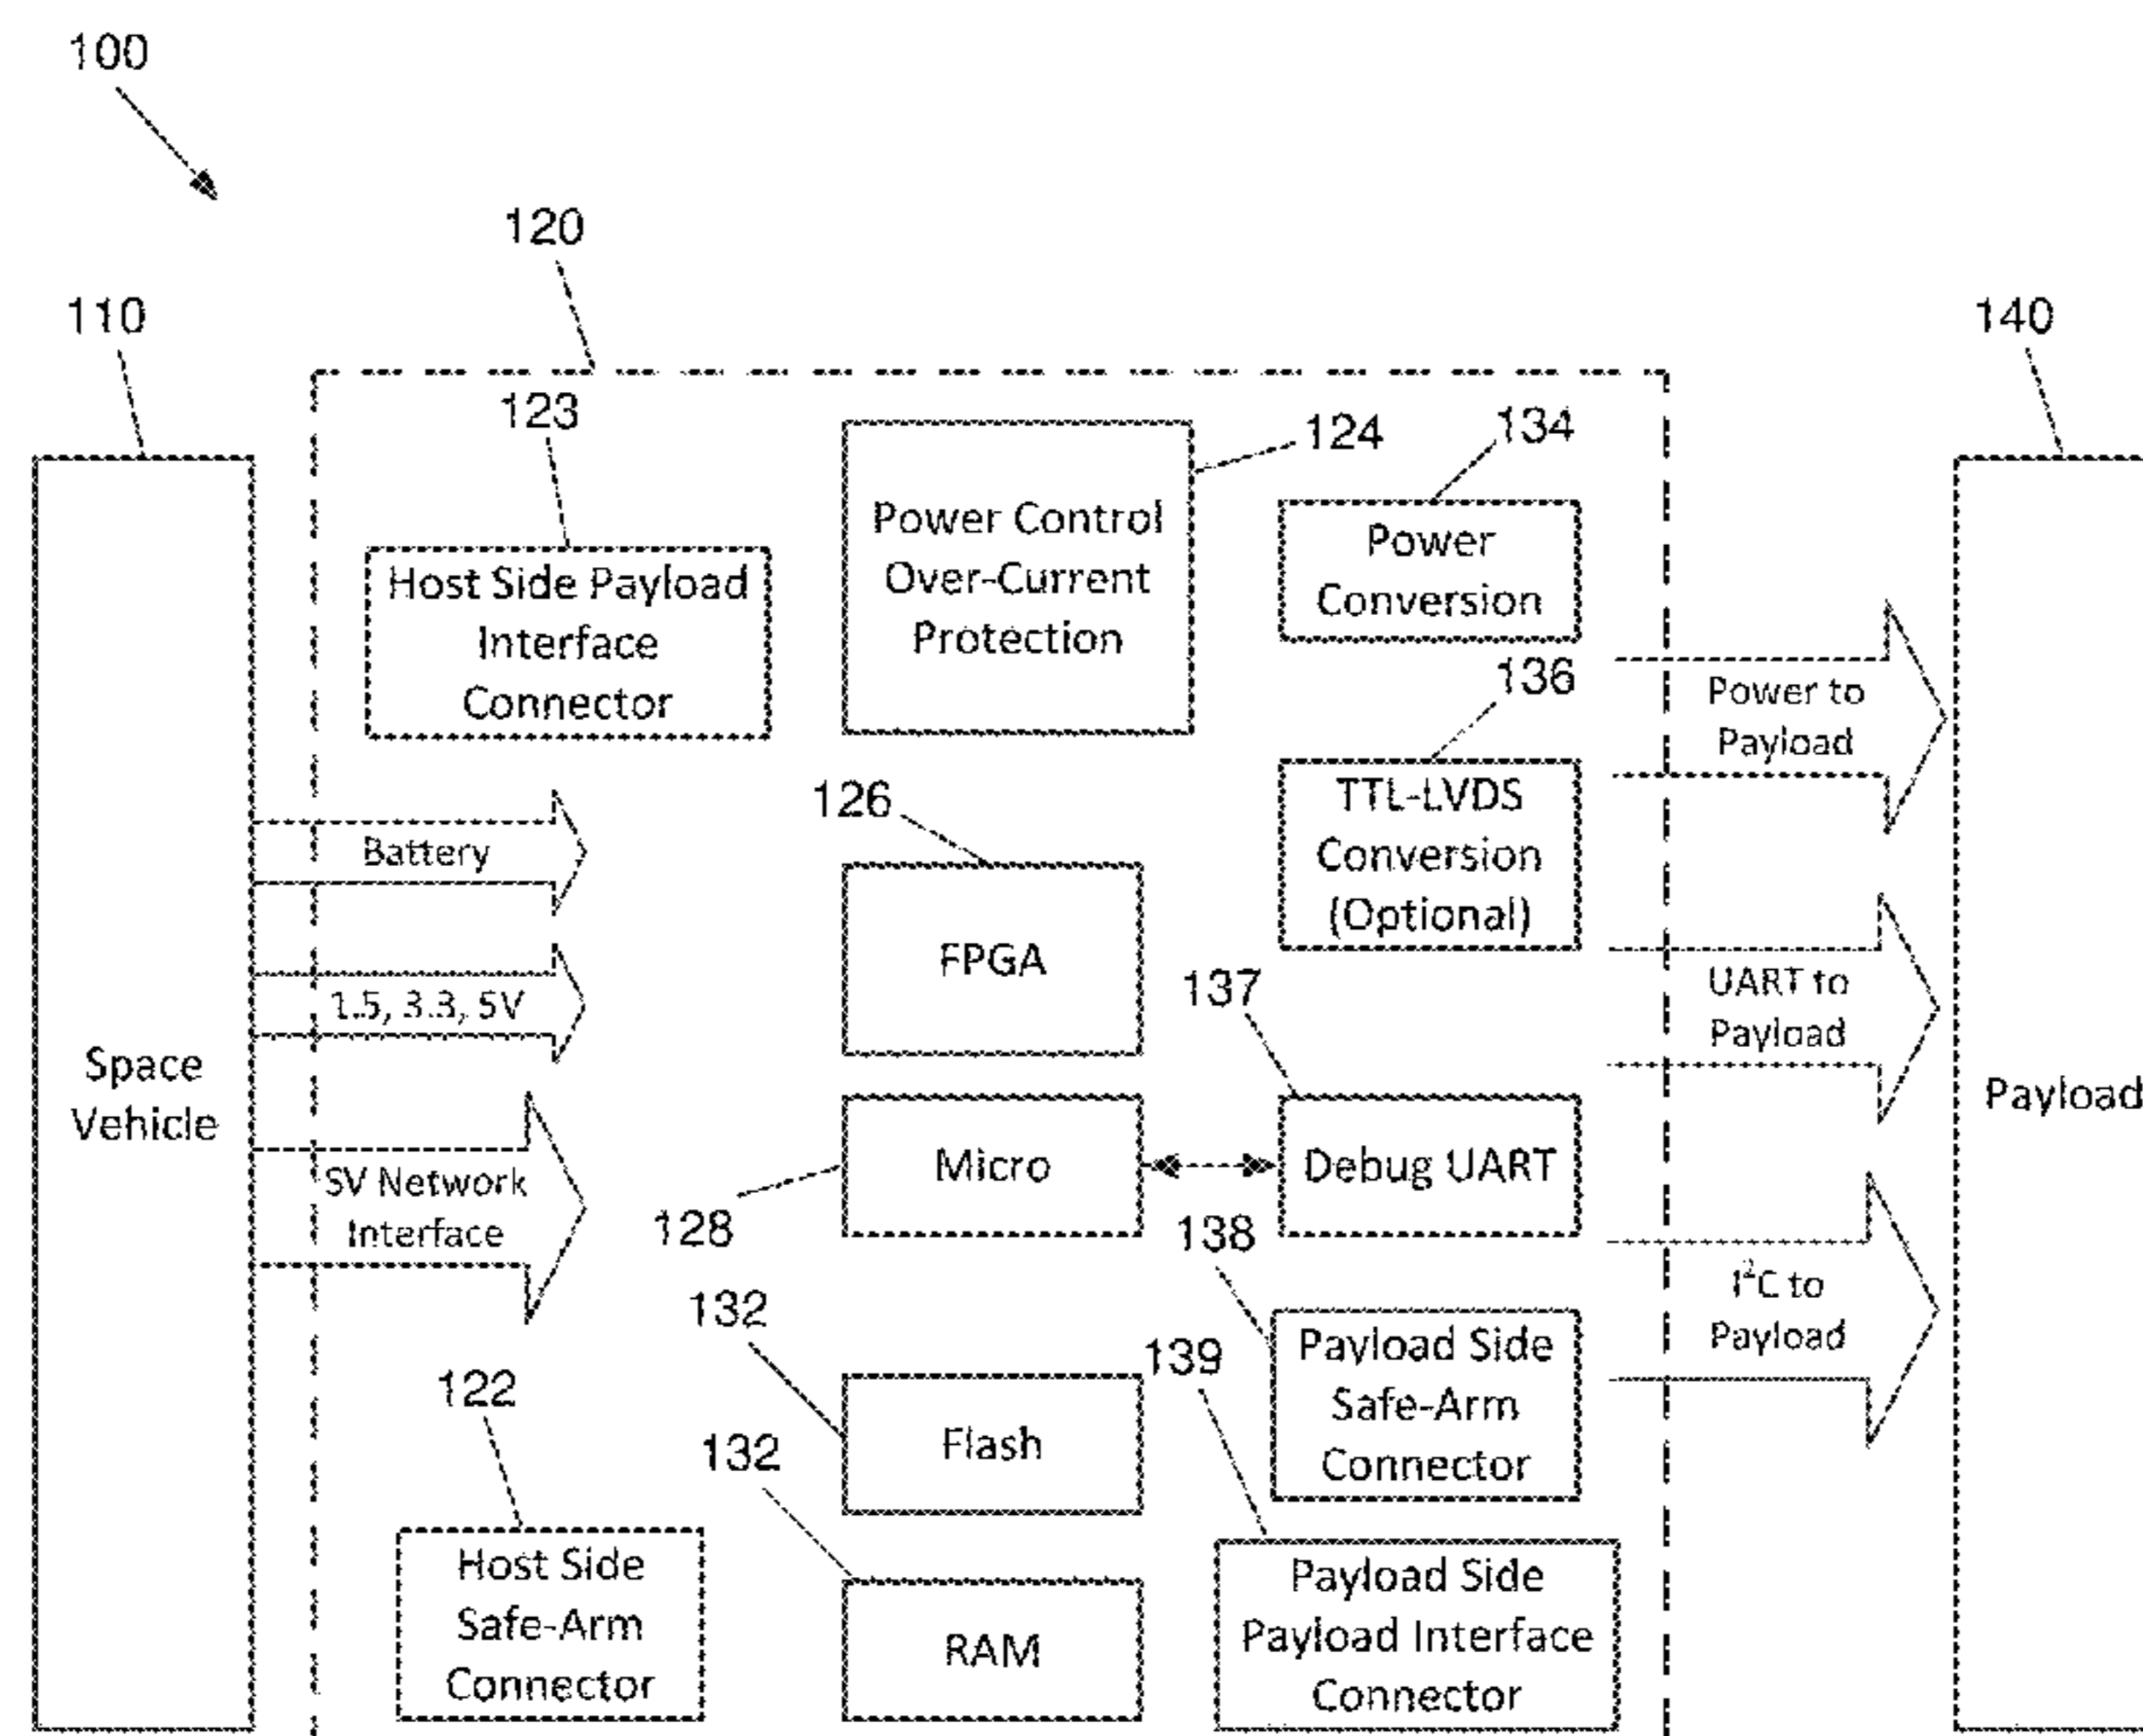 100
120
110
140
123
124
134
Host Side Payload
Interface
Connector
Power Control
Over-Current
Protection
Power
Conversion
136
Power to
Payload
126
TTL-LVDS
Conversion
(Optional)
Battery
FPGA
137
UART to
Payload
1.5, 3.3, 5V
Space
Vehicle
Payload
SV Network
Interface
Micro
Debug UART
128
138
I²C to
Payload
132
139
Payload Side
Safe-Arm
Connector
122
Flash
132
Host Side
Safe-Arm
Connector
RAM
Payload Side
Payload Interface
Connector